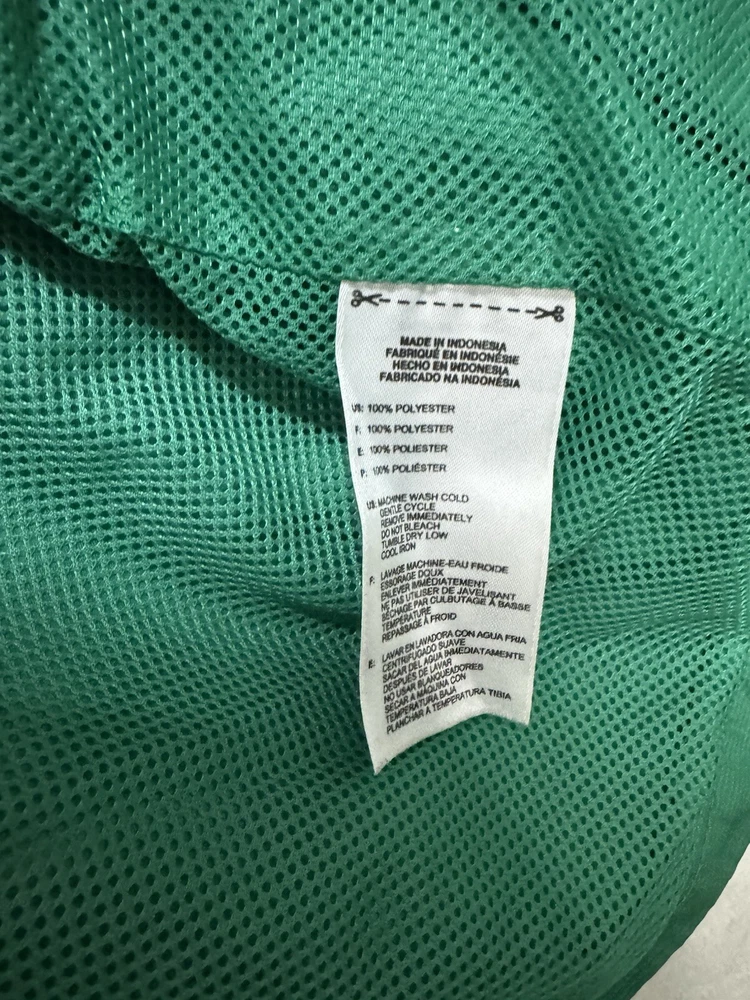 MADE IN INDONESIA
FABRIQUÉ EN INDONÉSIE
HECHO EN INDONESIA
FABRICADO NA INDONÉSIA
US: 100% POLYESTER
F: 100% POLYESTER
E: 100% POLIESTER
P: 100% POLIÉSTER
US: MACHINE WASH COLD
GENTLE CYCLE
REMOVE IMMEDIATELY
DO NOT BLEACH
TUMBLE DRY LOW
COOL IRON
F: LAVAGE MACHINE-EAU FROIDE
ESSORAGE DOUX
ENLEVER IMMÉDIATEMENT
NE PAS UTILISER DE JAVELISANT
SÉCHAGE PAR CULBUTAGE À BASSE
TEMPÉRATURE
REPASSAGE À FROID
E: LAVAR EN LAVADORA CON AGUA FRIA
CENTRIFUGADO SUAVE
SACAR DEL AGUA INMEDIATAMENTE
DESPUÉS DE LAVAR
NO USAR BLANQUEADORES
SECAR A MÁQUINA CON
TEMPERATURA BAJA
PLANCHAR A TEMPERATURA TIBIA